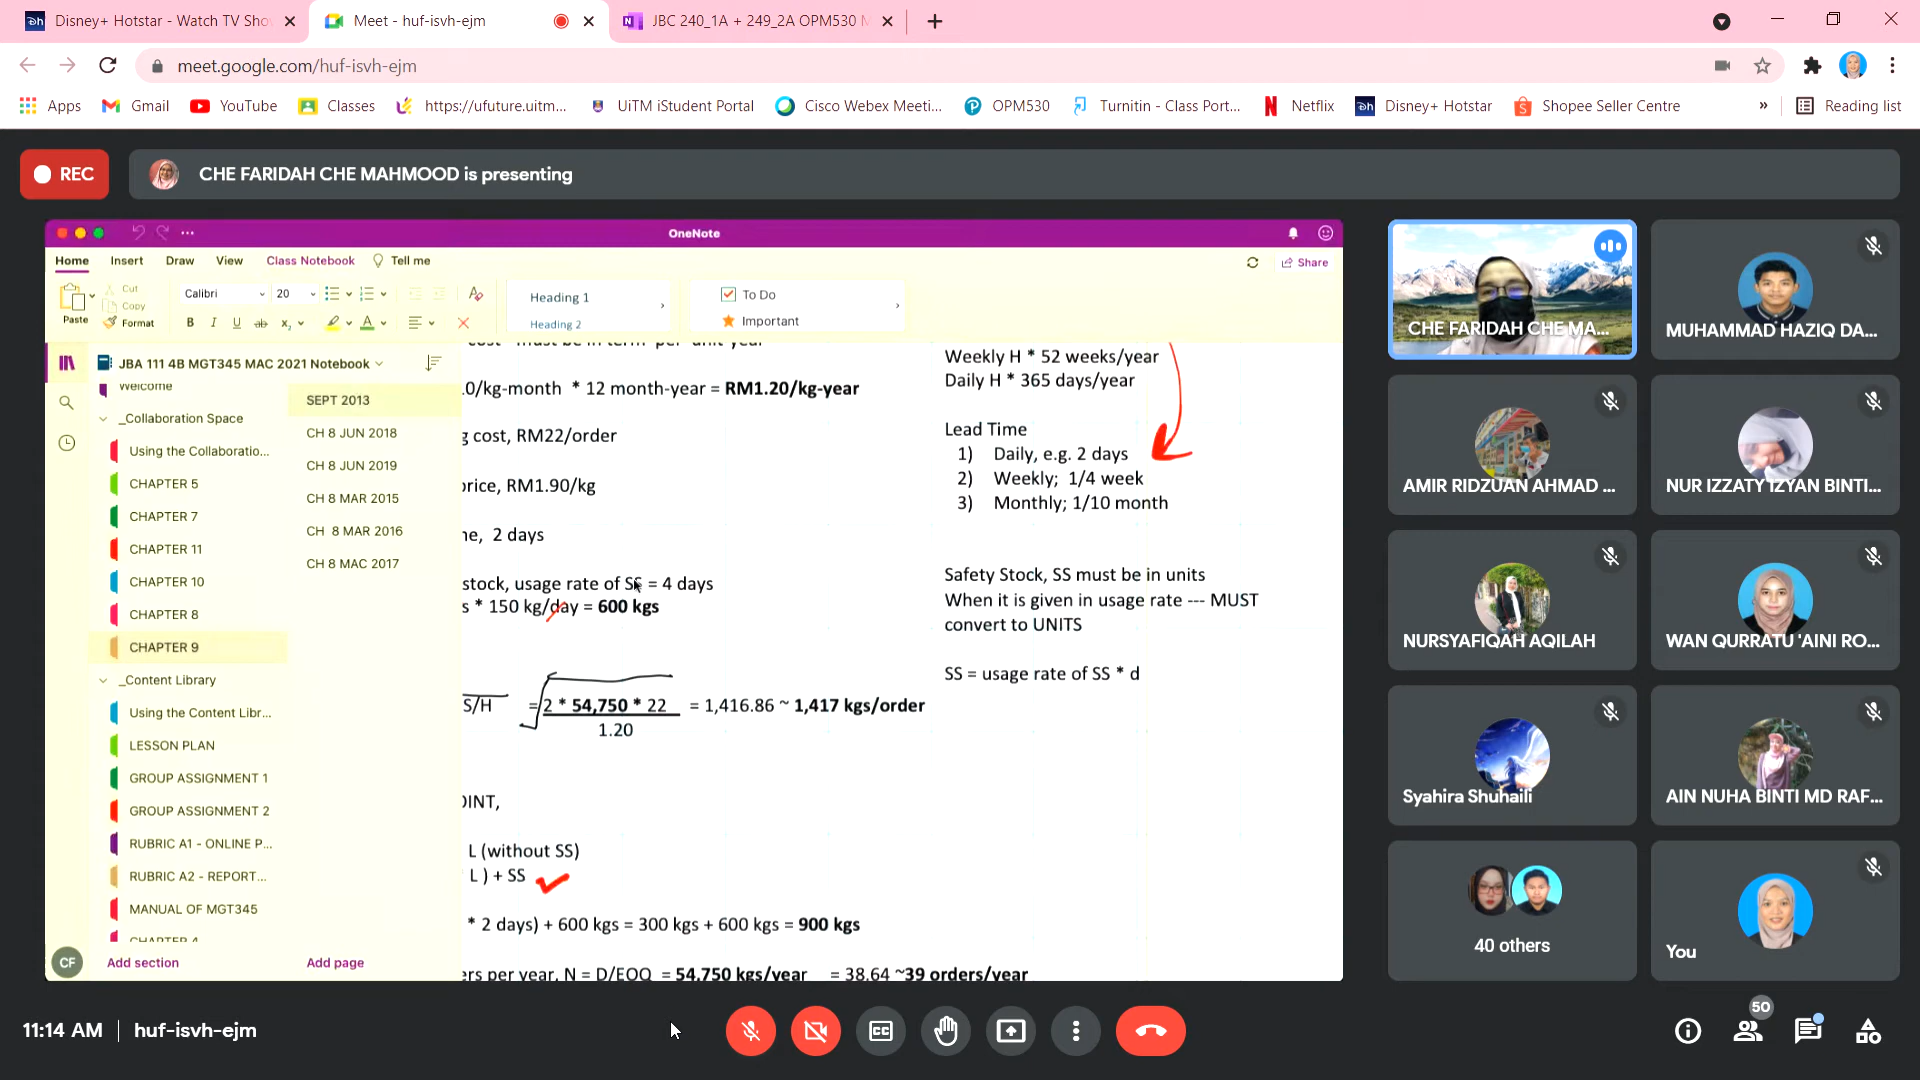 Disney+ Hotstar - Watch TV Sho
Meet - huf-isvh-ejm
JBC 240_1A + 249_2A OPM530 M
meet.google.com/huf-isvh-ejm
Apps
Gmail
YouTube
Classes
https://ufuture.uitm...
UiTM iStudent Portal
Cisco Webex Meeti...
OPM530
Turnitin - Class Port...
Netflix
Disney+ Hotstar
Shopee Seller Centre
»
Reading list
REC
CHE FARIDAH CHE MAHMOOD is presenting
OneNote
Home
Insert
Draw
View
Class Notebook
Tell me
Share
Paste
Cut
Copy
Format
Calibri
20
B I U ab x₂
A
Heading 1
Heading 2
To Do
Important
JBA 111 4B MGT345 MAC 2021 Notebook
Welcome
_Collaboration Space
Using the Collaboratio...
CHAPTER 5
CHAPTER 7
CHAPTER 11
CHAPTER 10
CHAPTER 8
CHAPTER 9
_Content Library
Using the Content Libr...
LESSON PLAN
GROUP ASSIGNMENT 1
GROUP ASSIGNMENT 2
RUBRIC A1 - ONLINE P...
RUBRIC A2 - REPORT...
MANUAL OF MGT345
CHAPTER 4
CF
Add section
SEPT 2013
CH 8 JUN 2018
CH 8 JUN 2019
CH 8 MAR 2015
CH 8 MAR 2016
CH 8 MAC 2017
Add page
cost must be in term per unit year
0/kg-month * 12 month-year = RM1.20/kg-year
g cost, RM22/order
price, RM1.90/kg
ne, 2 days
stock, usage rate of SS = 4 days
s * 150 kg/day = 600 kgs
S/H = 2 * 54,750 * 22 = 1,416.86 ~ 1,417 kgs/order
1.20
OINT,
L (without SS)
L ) + SS
* 2 days) + 600 kgs = 300 kgs + 600 kgs = 900 kgs
ers per year, N = D/EOQ = 54,750 kgs/year = 38.64 ~39 orders/year
Weekly H * 52 weeks/year
Daily H * 365 days/year
Lead Time
1) Daily, e.g. 2 days
2) Weekly; 1/4 week
3) Monthly; 1/10 month
Safety Stock, SS must be in units
When it is given in usage rate --- MUST
convert to UNITS
SS = usage rate of SS * d
CHE FARIDAH CHE MA...
MUHAMMAD HAZIQ DA...
AMIR RIDZUAN AHMAD ...
NUR IZZATY IZYAN BINTI...
NURSYAFIQAH AQILAH
WAN QURRATU 'AINI RO...
Syahira Shuhaili
AIN NUHA BINTI MD RAF...
40 others
You
11:14 AM | huf-isvh-ejm
CC
50